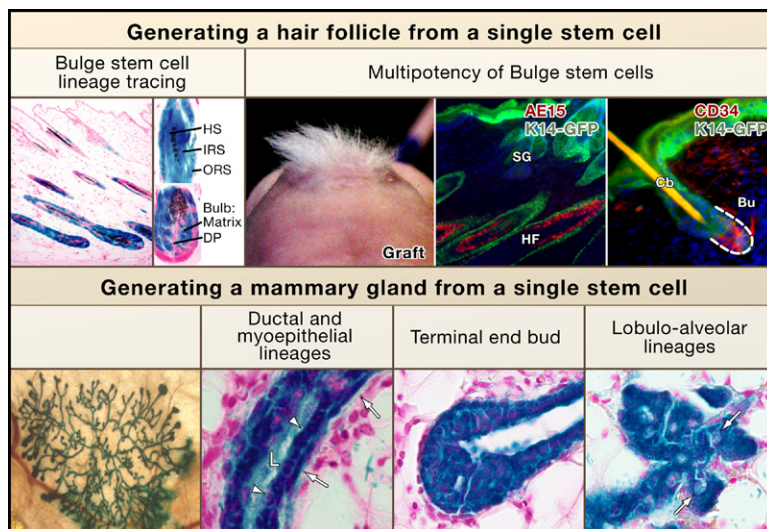 Generating a hair follicle from a single stem cell
Bulge stem cell
lineage tracing
Multipotency of Bulge stem cells
HS
IRS
ORS
Bulb:
Matrix
DP
Graft
AE15
K14-GFP
SG
HF
CD34
K14-GFP
Cb
Bu
Generating a mammary gland from a single stem cell
Ductal and
myoepithelial
lineages
Terminal end bud
Lobulo-alveolar
lineages
L